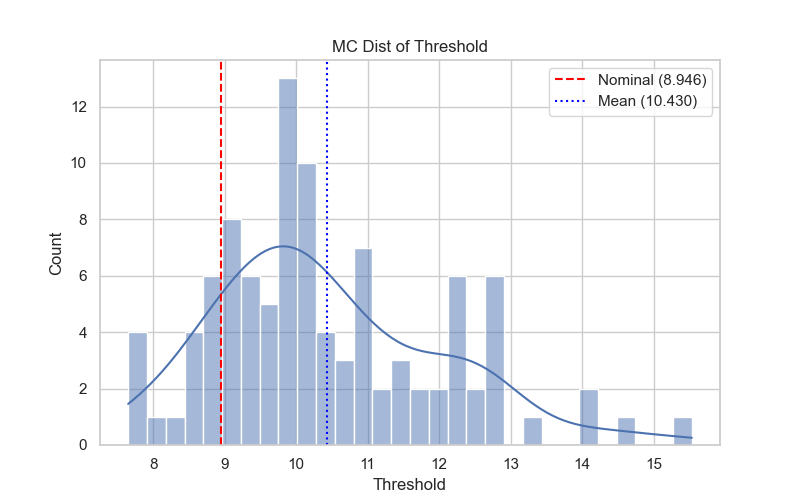 MC Dist of Threshold
Nominal (8.946)
Mean (10.430)
Count
12
10
8
6
4
2
0
8 9 10 11 12 13 14 15
Threshold